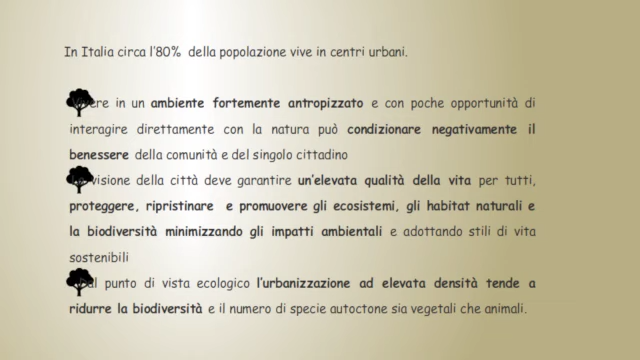 In Italia circa l'80% della popolazione vive in centri urbani.
in un ambiente fortemente antropizzato e con poche opportunità di
interagire direttamente con la natura può condizionare negativamente il
benessere della comunità e del singolo cittadino
visione della città deve garantire un'elevata qualità della vita per tutti,
proteggere, ripristinare e promuovere gli ecosistemi, gli habitat naturali e
la biodiversità minimizzando gli impatti ambientali e adottando stili di vita
sostenibili
punto di vista ecologico l'urbanizzazione ad elevata densità tende a
ridurre la biodiversità e il numero di specie autoctone sia vegetali che animali.